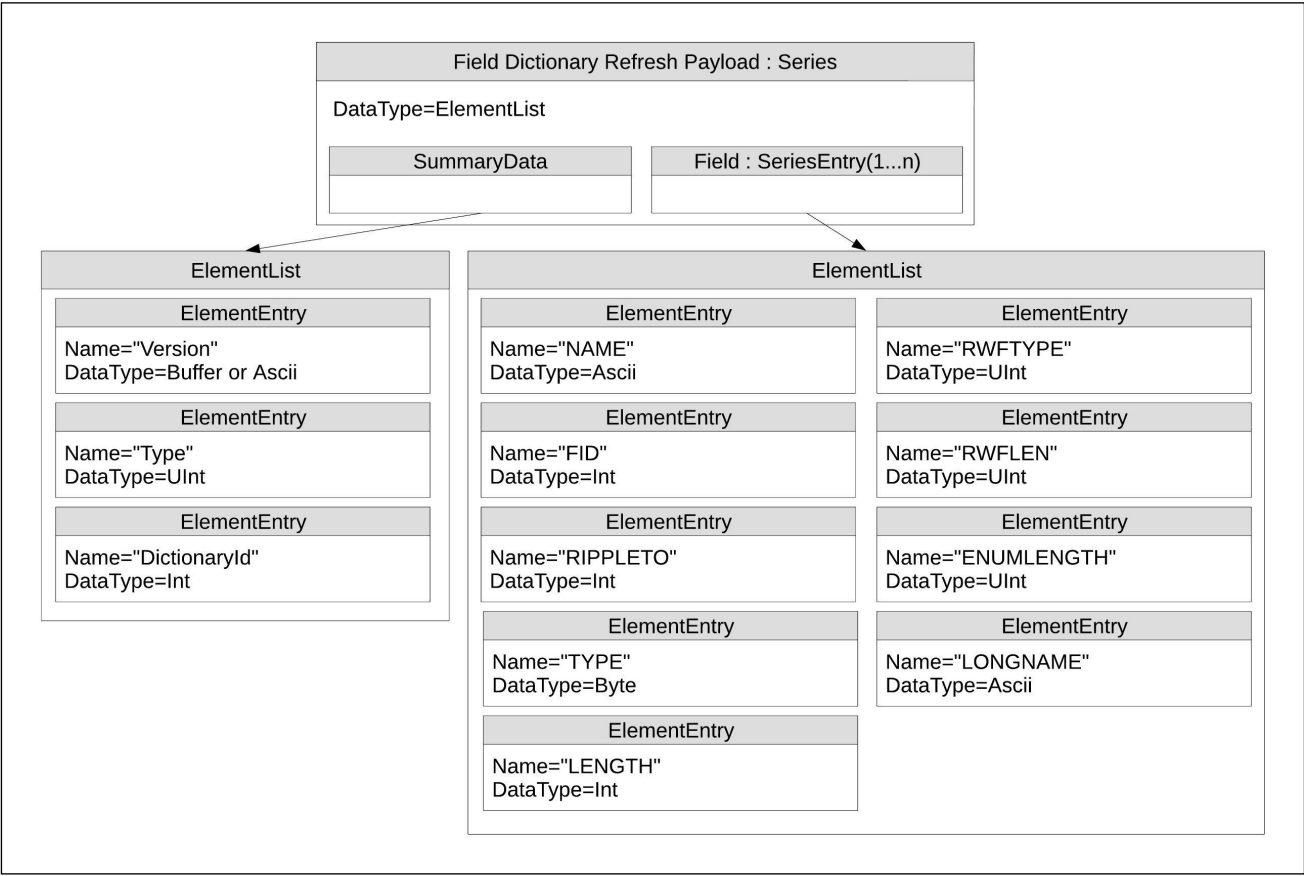 Field Dictionary Refresh Payload : Series
DataType=ElementList
SummaryData
Field : SeriesEntry(1...n)
ElementList
ElementEntry
Name="Version"
DataType=Buffer or Ascii
ElementEntry
Name="Type"
DataType=UInt
ElementEntry
Name="DictionaryId"
DataType=Int
ElementList
ElementEntry
Name="NAME"
DataType=Ascii
ElementEntry
Name="FID"
DataType=Int
ElementEntry
Name="RIPPLETO"
DataType=Int
ElementEntry
Name="TYPE"
DataType=Byte
ElementEntry
Name="LENGTH"
DataType=Int
ElementEntry
Name="RWFTYPE"
DataType=UInt
ElementEntry
Name="RWFLEN"
DataType=UInt
ElementEntry
Name="ENUMLENGTH"
DataType=UInt
ElementEntry
Name="LONGNAME"
DataType=Ascii